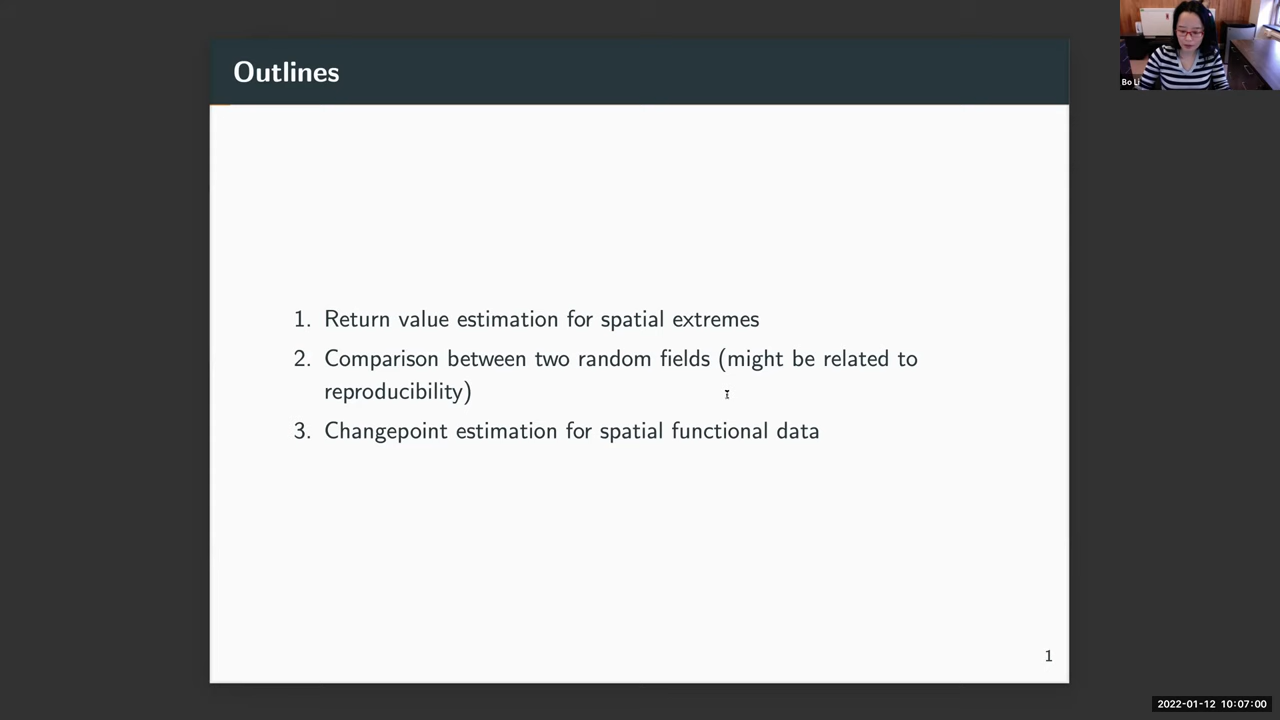 Outlines
Bo Li
1. Return value estimation for spatial extremes
2. Comparison between two random fields (might be related to
reproducibility)
3. Changepoint estimation for spatial functional data
1
2022-01-12 10:07:00